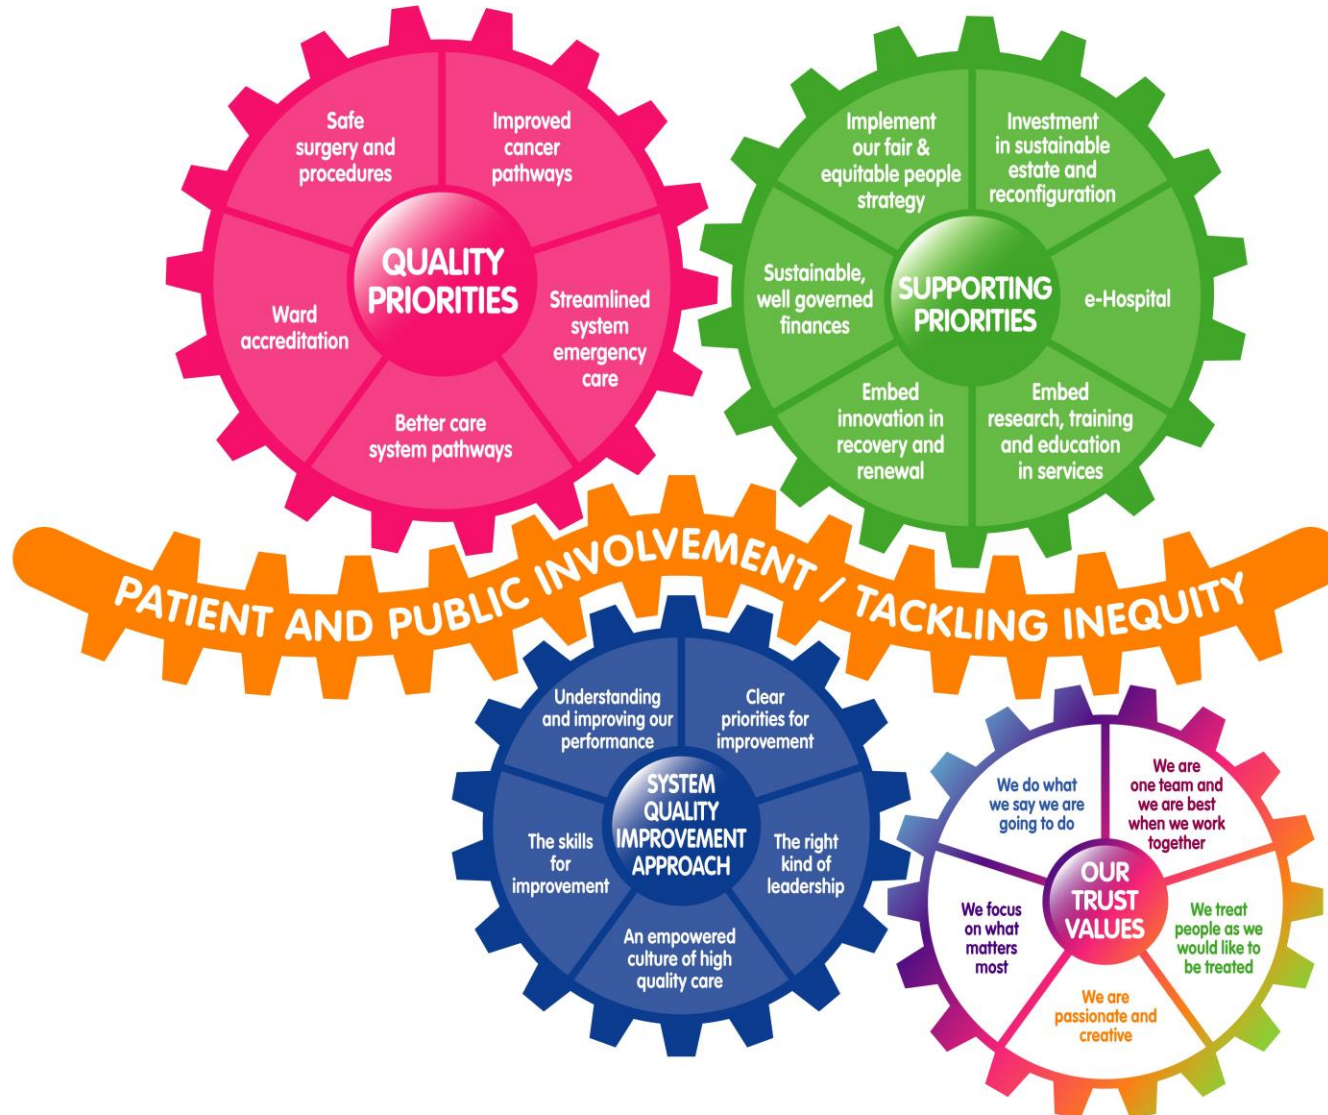 Safe
surgery and
procedures
Improved
cancer
pathways
QUALITY
PRIORITIES
Ward
accreditation
Streamlined
system
emergency
care
Better care
system pathways
Implement
our fair &
equitable people
strategy
Investment
in sustainable
estate and
reconfiguration
Sustainable,
well governed
finances
SUPPORTING
PRIORITIES
e-Hospital
Embed
innovation in
recovery and
renewal
Embed
research, training
and education
in services
PATIENT AND PUBLIC INVOLVEMENT / TACKLING INEQUITY
Understanding
and improving our
performance
Clear
priorities for
improvement
SYSTEM
QUALITY
IMPROVEMENT
APPROACH
The skills
for
improvement
The right
kind of
leadership
An empowered
culture of high
quality care
We do what
we say we are
going to do
We are
one team and
we are best
when we work
together
OUR
TRUST
VALUES
We focus
on what
matters
most
We treat
people as we
would like to
be treated
We are
passionate and
creative